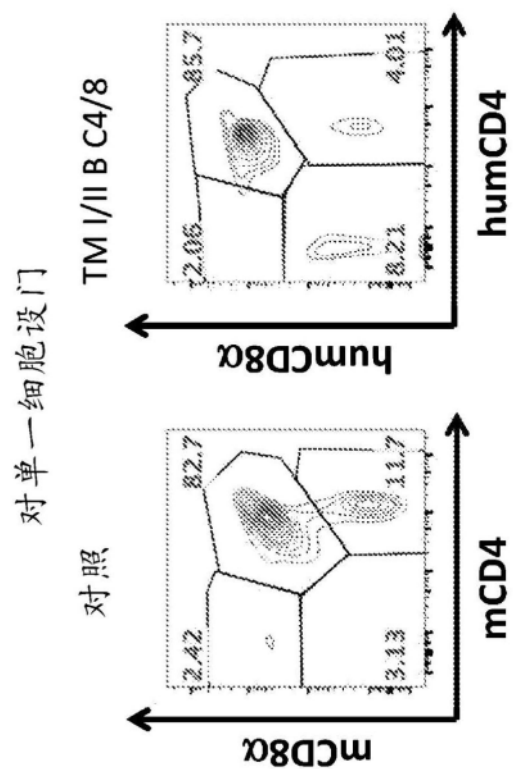 对单一细胞设门
对照
2.42 82.7
3.13 11.7
mCD8α
mCD4
TM I/II B C4/8
2.06 85.7
8.21 4.01
humCD8α
humCD4